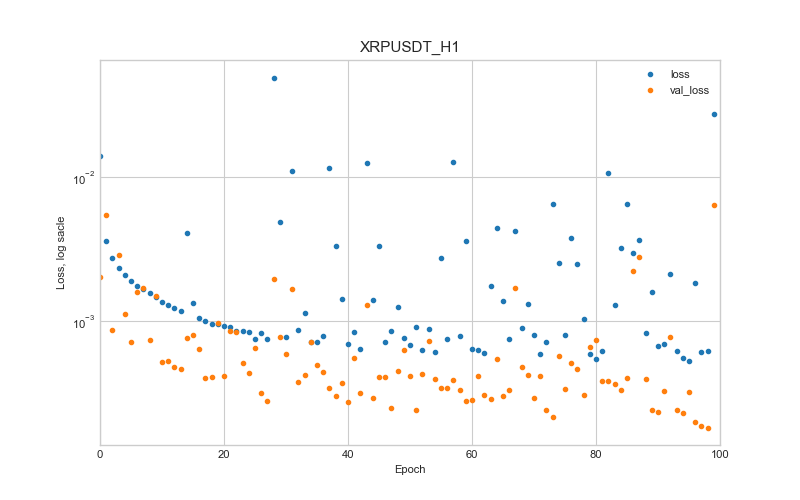 XRPUSDT_H1
loss
val_loss
10⁻²
10⁻³
Loss, log sacle
0 20 40 60 80 100
Epoch